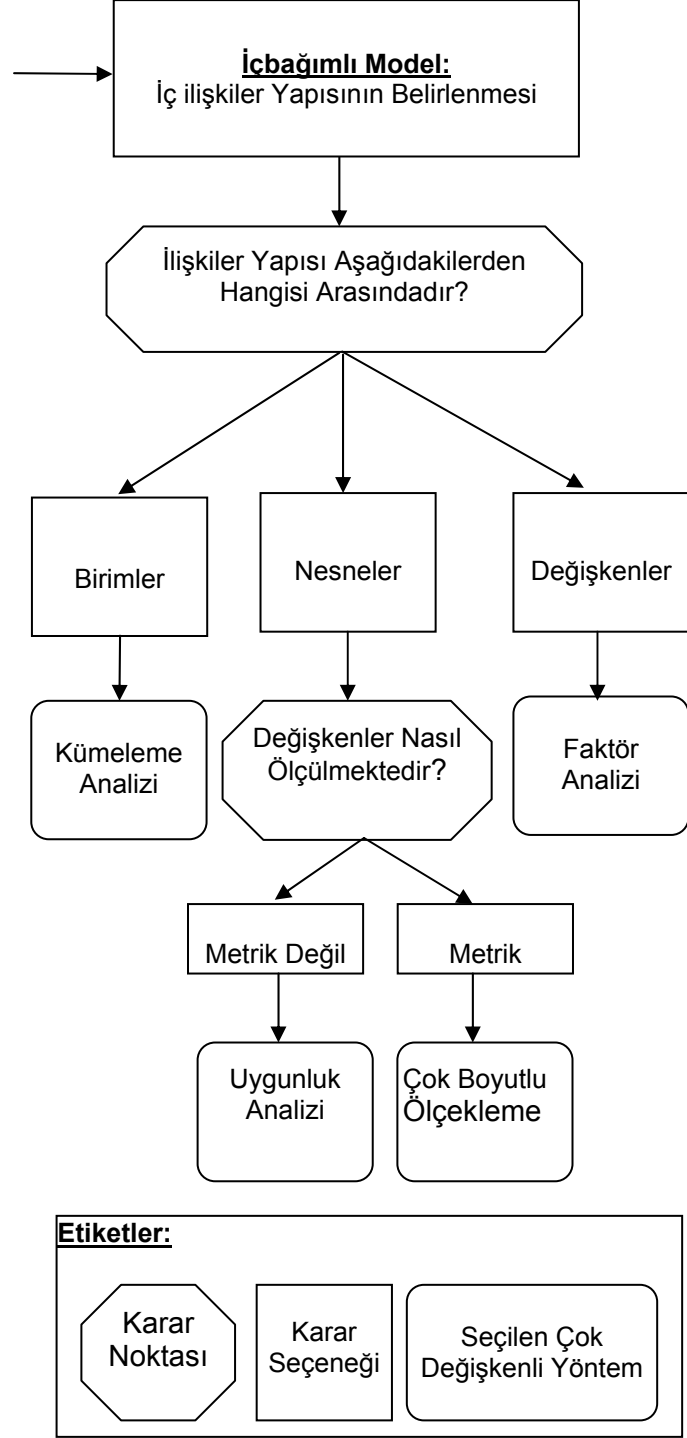 İçbağımlı Model:
İç ilişkiler Yapısının Belirlenmesi
İlişkiler Yapısı Aşağıdakilerden
Hangisi Arasındadır?
Birimler
Nesneler
Değişkenler
Kümeleme
Analizi
Değişkenler Nasıl
Ölçülmektedir?
Faktör
Analizi
Metrik Değil
Metrik
Uygunluk
Analizi
Çok Boyutlu
Ölçekleme
Etiketler:
Karar
Noktası
Karar
Seçeneği
Seçilen Çok
Değişkenli Yöntem